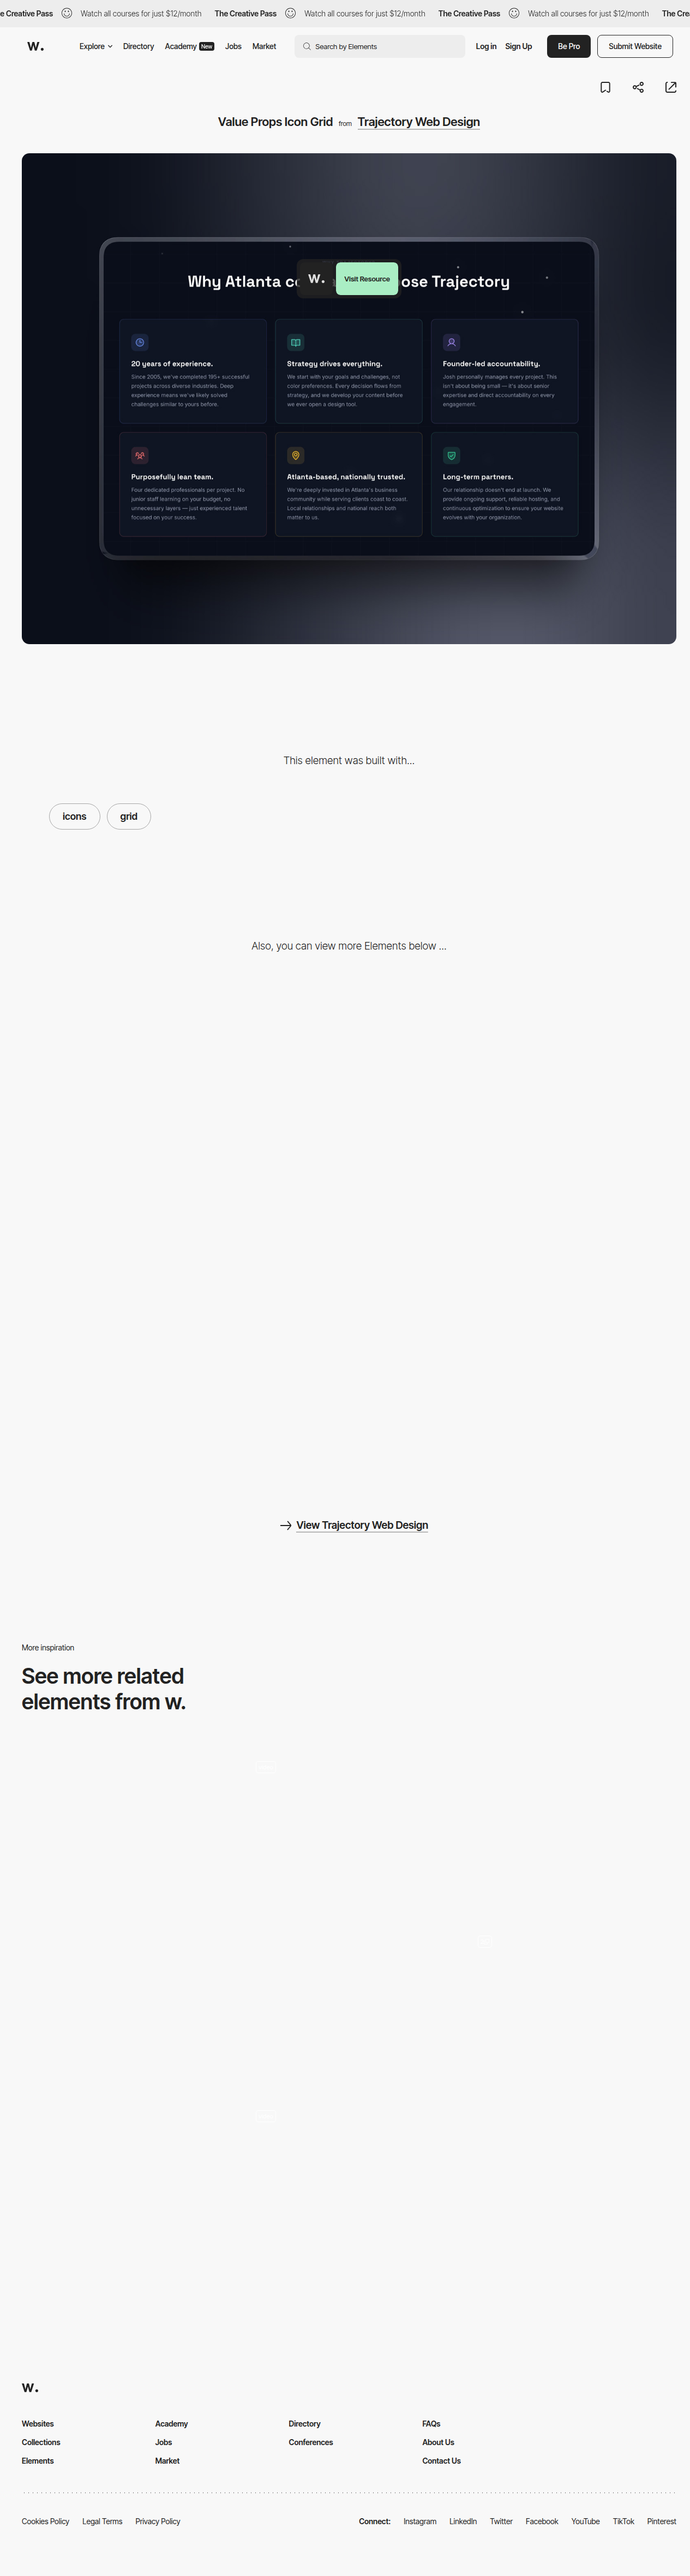 e Creative Pass Watch all courses for just $12/month The Creative Pass Watch all courses for just $12/month The Creative Pass Watch all courses for just $12/month The Crea
W.
Explore Directory Academy New Jobs Market Search by Elements Log in Sign Up Be Pro Submit Website
Value Props Icon Grid from Trajectory Web Design
W. Visit Resource
Why Atlanta co ose Trajectory
20 years of experience.
Since 2005, we've completed 195+ successful
projects across diverse industries. Deep
experience means we've likely solved
challenges similar to yours before.
Strategy drives everything.
We start with your goals and challenges, not
color preferences. Every decision flows from
strategy, and we develop your content before
we ever open a design tool.
Founder-led accountability.
Josh personally manages every project. This
isn't about being small — it's about senior
expertise and direct accountability on every
engagement.
Purposefully lean team.
Four dedicated professionals per project. No
junior staff learning on your budget, no
unnecessary layers — just experienced talent
focused on your success.
Atlanta-based, nationally trusted.
We're deeply invested in Atlanta's business
community while serving clients coast to coast.
Local relationships and national reach both
matter to us.
Long-term partners.
Our relationship doesn't end at launch. We
provide ongoing support, reliable hosting, and
continuous optimization to ensure your website
evolves with your organization.
This element was built with...
icons grid
Also, you can view more Elements below ...
View Trajectory Web Design
More inspiration
See more related
elements from w.
W.
Websites Academy Directory FAQs
Collections Jobs Conferences About Us
Elements Market Contact Us
Cookies Policy Legal Terms Privacy Policy Connect: Instagram LinkedIn Twitter Facebook YouTube TikTok Pinterest